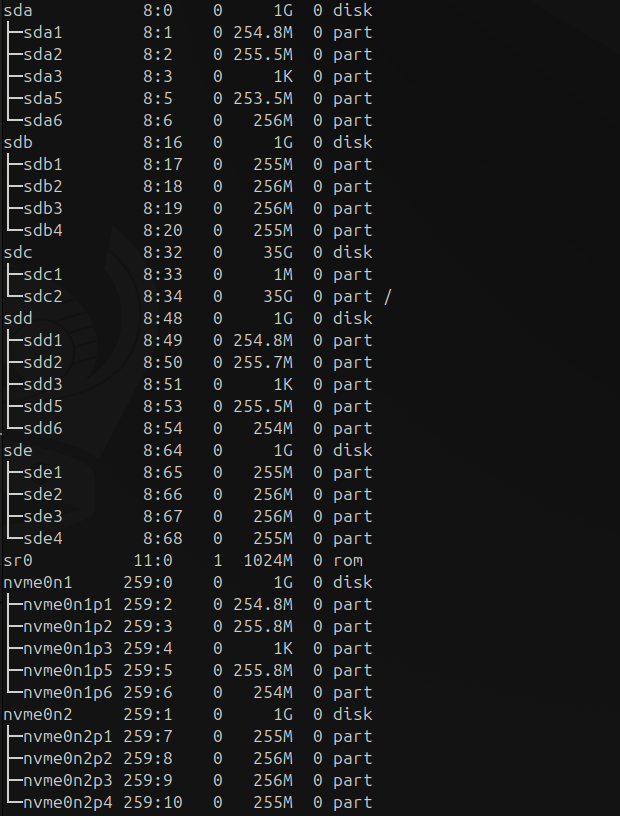 sda           8:0    0     1G  0 disk
├─sda1        8:1    0 254.8M  0 part
├─sda2        8:2    0 255.5M  0 part
├─sda3        8:3    0     1K  0 part
├─sda5        8:5    0 253.5M  0 part
└─sda6        8:6    0   256M  0 part
sdb           8:16   0     1G  0 disk
├─sdb1        8:17   0   255M  0 part
├─sdb2        8:18   0   256M  0 part
├─sdb3        8:19   0   256M  0 part
└─sdb4        8:20   0   255M  0 part
sdc           8:32   0    35G  0 disk
├─sdc1        8:33   0     1M  0 part
└─sdc2        8:34   0    35G  0 part /
sdd           8:48   0     1G  0 disk
├─sdd1        8:49   0 254.8M  0 part
├─sdd2        8:50   0 255.7M  0 part
├─sdd3        8:51   0     1K  0 part
├─sdd5        8:53   0 255.5M  0 part
└─sdd6        8:54   0   254M  0 part
sde           8:64   0     1G  0 disk
├─sde1        8:65   0   255M  0 part
├─sde2        8:66   0   256M  0 part
├─sde3        8:67   0   256M  0 part
└─sde4        8:68   0   255M  0 part
sr0          11:0    1  1024M  0 rom
nvme0n1     259:0    0     1G  0 disk
├─nvme0n1p1 259:2    0 254.8M  0 part
├─nvme0n1p2 259:3    0 255.8M  0 part
├─nvme0n1p3 259:4    0     1K  0 part
├─nvme0n1p5 259:5    0 255.8M  0 part
└─nvme0n1p6 259:6    0   254M  0 part
nvme0n2     259:1    0     1G  0 disk
├─nvme0n2p1 259:7    0   255M  0 part
├─nvme0n2p2 259:8    0   256M  0 part
├─nvme0n2p3 259:9    0   256M  0 part
└─nvme0n2p4 259:10   0   255M  0 part